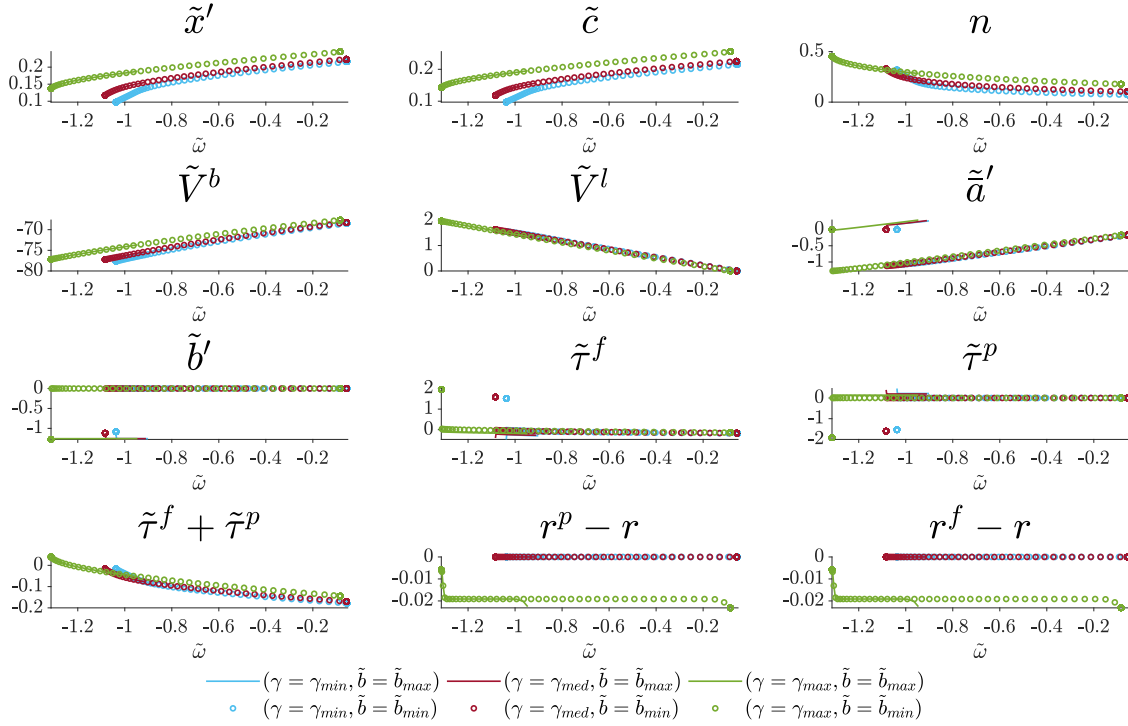 x̃′ c̃ n
0.2 0.15 0.1
0.2 0.1
0.5 0
-1.2 -1 -0.8 -0.6 -0.4 -0.2
-1.2 -1 -0.8 -0.6 -0.4 -0.2
-1.2 -1 -0.8 -0.6 -0.4 -0.2
ω̃ ω̃ ω̃
Ṽᵇ Ṽˡ ã̄′
-70 -75 -80
2 1 0
0 -0.5 -1
-1.2 -1 -0.8 -0.6 -0.4 -0.2
-1.2 -1 -0.8 -0.6 -0.4 -0.2
-1.2 -1 -0.8 -0.6 -0.4 -0.2
ω̃ ω̃ ω̃
b̃′ τ̃ᶠ τ̃ᵖ
0 -0.5 -1
2 1 0
0 -1 -2
-1.2 -1 -0.8 -0.6 -0.4 -0.2
-1.2 -1 -0.8 -0.6 -0.4 -0.2
-1.2 -1 -0.8 -0.6 -0.4 -0.2
ω̃ ω̃ ω̃
τ̃ᶠ + τ̃ᵖ rᵖ − r rᶠ − r
0 -0.1 -0.2
0 -0.01 -0.02
0 -0.01 -0.02
-1.2 -1 -0.8 -0.6 -0.4 -0.2
-1.2 -1 -0.8 -0.6 -0.4 -0.2
-1.2 -1 -0.8 -0.6 -0.4 -0.2
ω̃ ω̃ ω̃
(γ = γ_min, b̃ = b̃_max) (γ = γ_med, b̃ = b̃_max) (γ = γ_max, b̃ = b̃_max)
(γ = γ_min, b̃ = b̃_min) (γ = γ_med, b̃ = b̃_min) (γ = γ_max, b̃ = b̃_min)